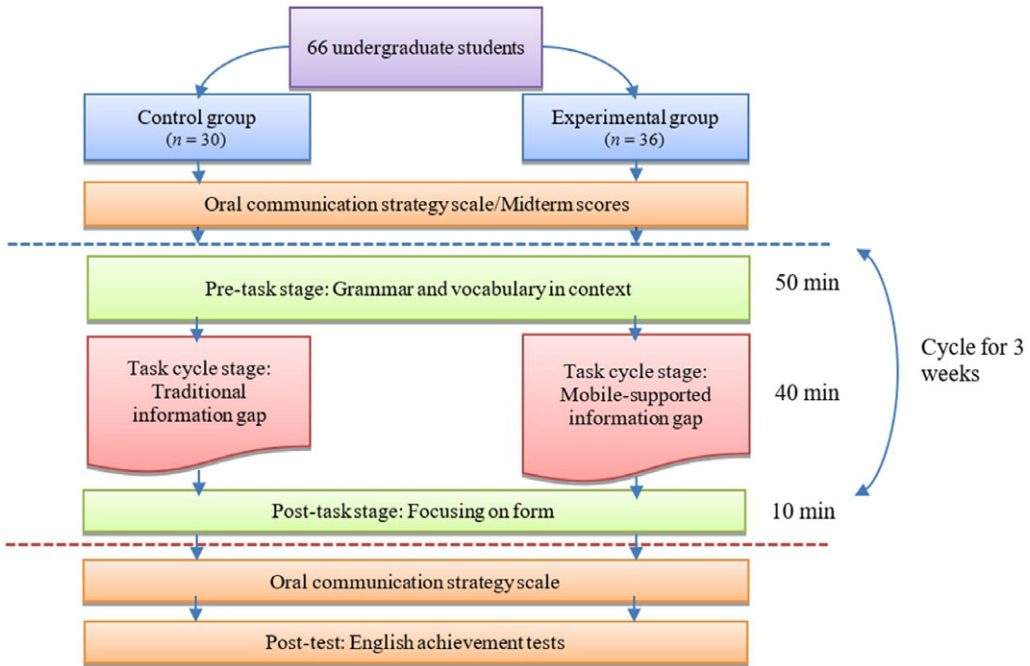 66 undergraduate students
Control group
(n = 30)
Experimental group
(n = 36)
Oral communication strategy scale/Midterm scores
Pre-task stage: Grammar and vocabulary in context
50 min
Task cycle stage:
Traditional
information gap
Task cycle stage:
Mobile-supported
information gap
40 min
Cycle for 3
weeks
Post-task stage: Focusing on form
10 min
Oral communication strategy scale
Post-test: English achievement tests